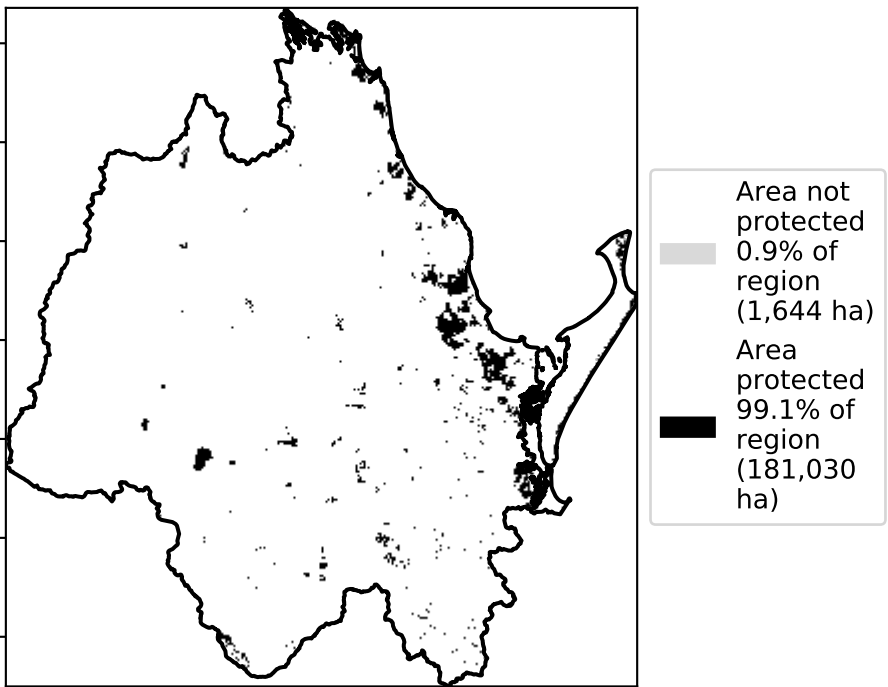 Area not
protected
0.9% of
region
(1,644 ha)
Area
protected
99.1% of
region
(181,030
ha)